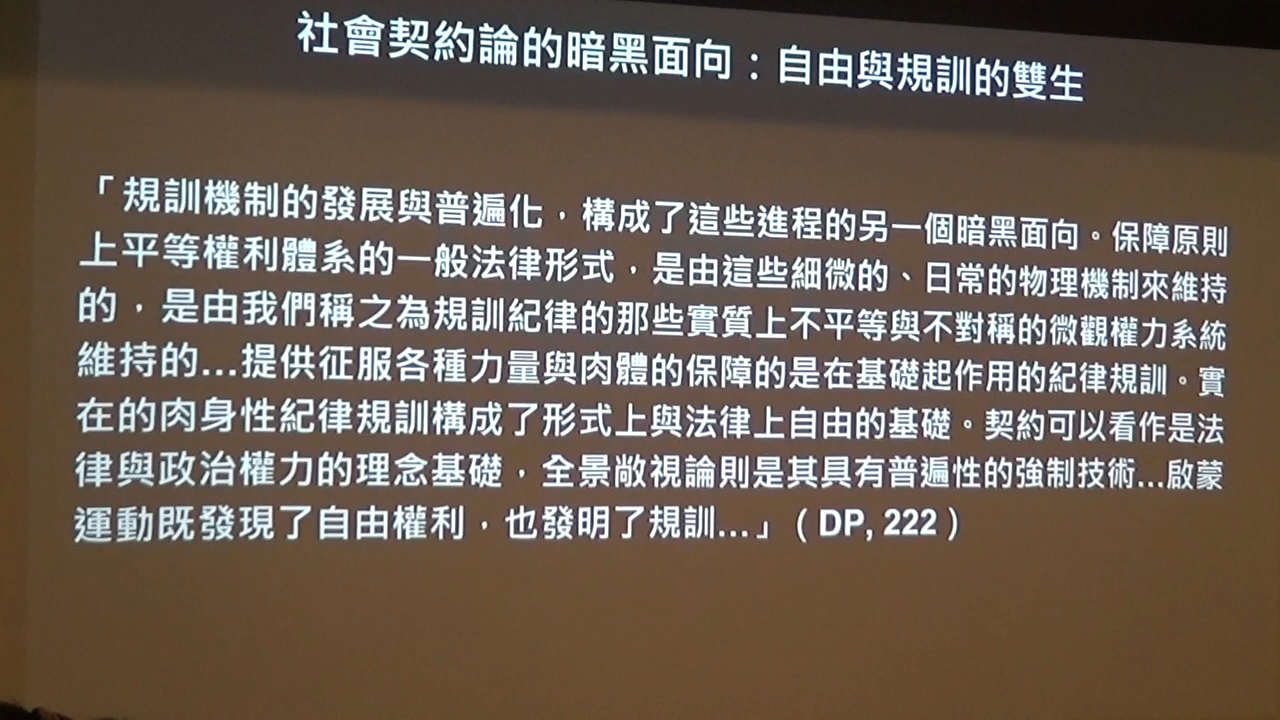 社會契約論的暗黑面向：自由與規訓的雙生
「規訓機制的發展與普遍化，構成了這些進程的另一個暗黑面向。保障原則
上平等權利體系的一般法律形式，是由這些細微的、日常的物理機制來維持
的，是由我們稱之為規訓紀律的那些實質上不平等與不對稱的微觀權力系統
維持的...提供征服各種力量與肉體的保障的是在基礎起作用的紀律規訓。實
在的肉身性紀律規訓構成了形式上與法律上自由的基礎。契約可以看作是法
律與政治權力的理念基礎，全景敞視論則是其具有普遍性的強制技術...啟蒙
運動既發現了自由權利，也發明了規訓...」（DP, 222）